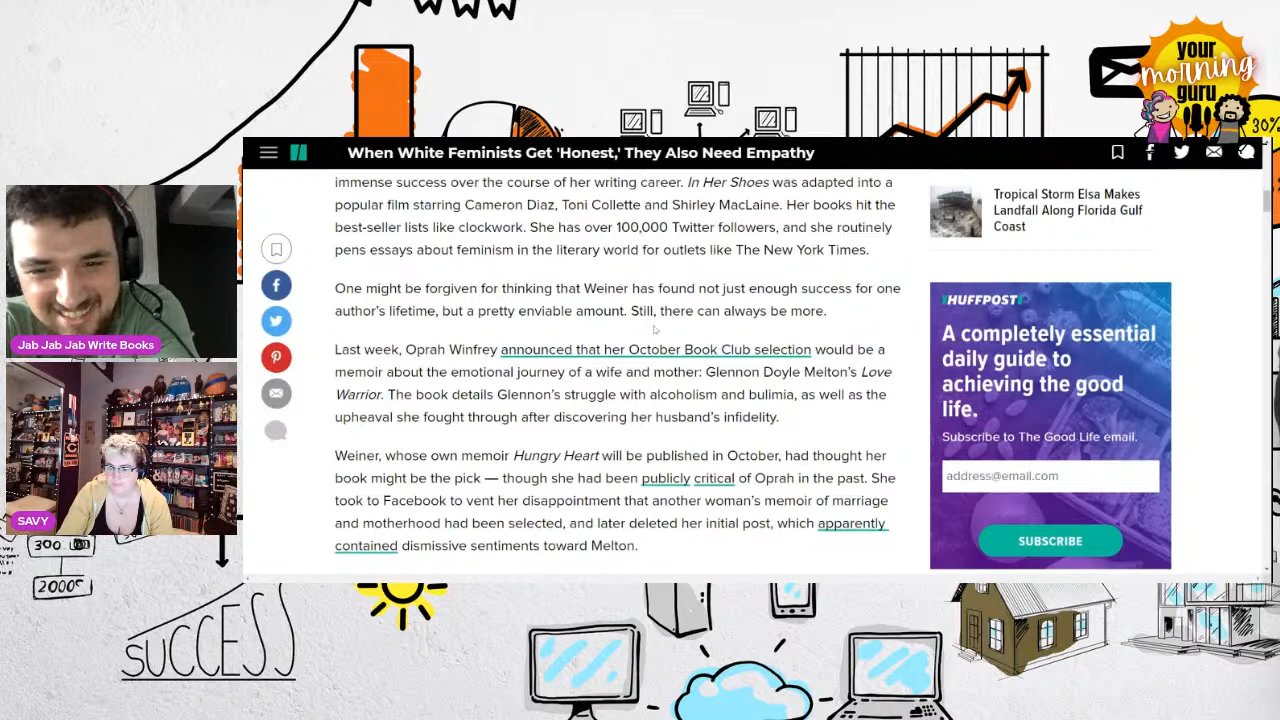 your
morning
guru
30%
When White Feminists Get 'Honest,' They Also Need Empathy
immense success over the course of her writing career. In Her Shoes was adapted into a
popular film starring Cameron Diaz, Toni Collette and Shirley MacLaine. Her books hit the
best-seller lists like clockwork. She has over 100,000 Twitter followers, and she routinely
pens essays about feminism in the literary world for outlets like The New York Times.
One might be forgiven for thinking that Weiner has found not just enough success for one
author's lifetime, but a pretty enviable amount. Still, there can always be more.
Last week, Oprah Winfrey announced that her October Book Club selection would be a
memoir about the emotional journey of a wife and mother: Glennon Doyle Melton's Love
Warrior. The book details Glennon's struggle with alcoholism and bulimia, as well as the
upheaval she fought through after discovering her husband's infidelity.
Weiner, whose own memoir Hungry Heart will be published in October, had thought her
book might be the pick — though she had been publicly critical of Oprah in the past. She
took to Facebook to vent her disappointment that another woman's memoir of marriage
and motherhood had been selected, and later deleted her initial post, which apparently
contained dismissive sentiments toward Melton.
Tropical Storm Elsa Makes
Landfall Along Florida Gulf
Coast
HUFFPOST
A completely essential
daily guide to
achieving the good
life.
Subscribe to The Good Life email.
address@email.com
SUBSCRIBE
Jab Jab Jab Write Books
SAVY
300
SUCCESS